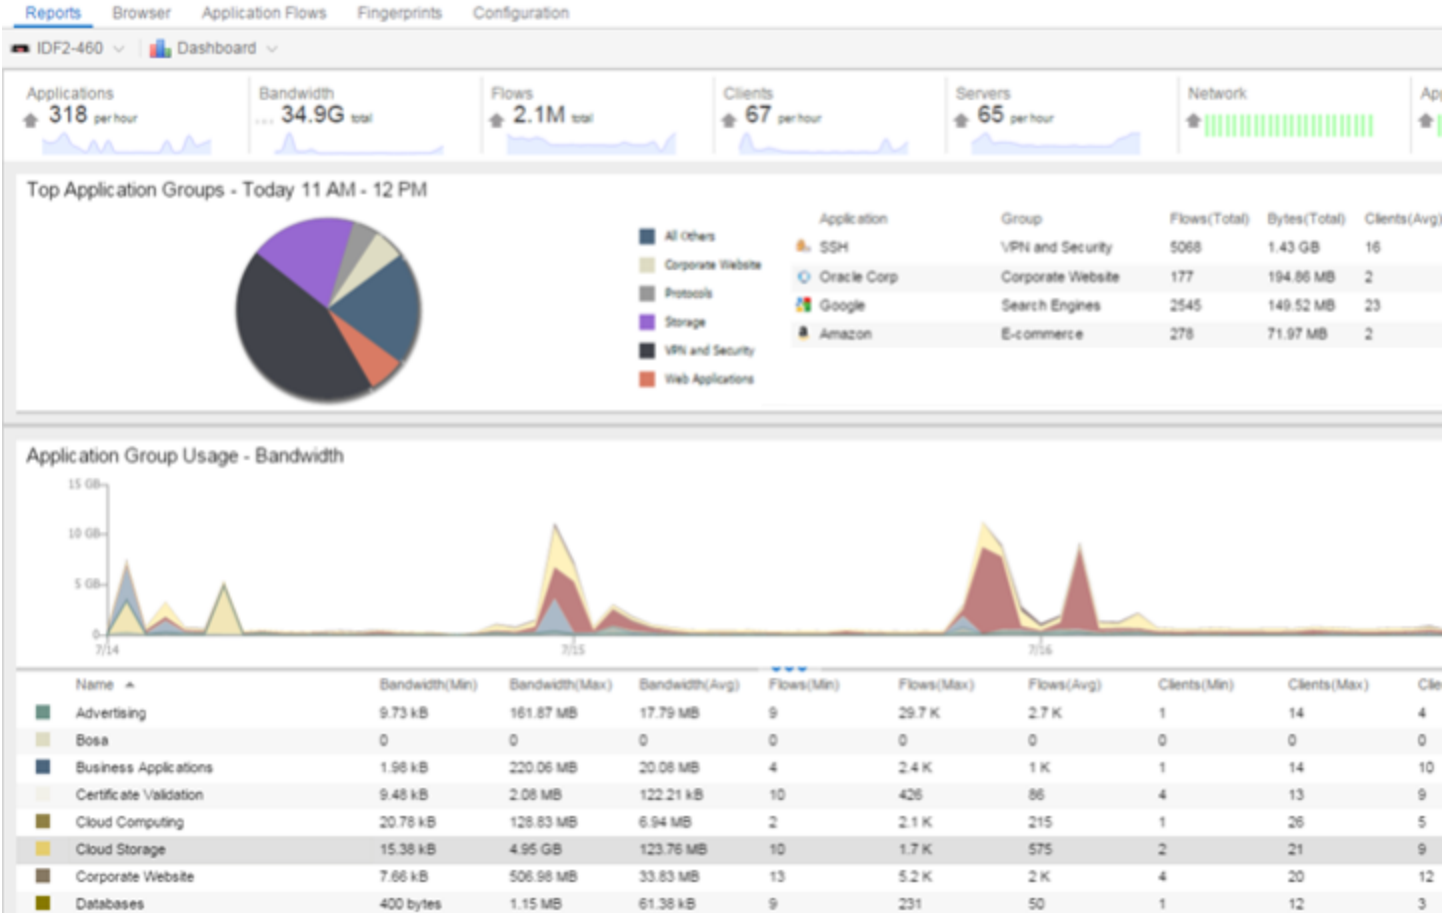 Reports Browser Application Flows Fingerprints Configuration
IDF2-460 Dashboard
Applications Bandwidth Flows Clients Servers Network Ap
318 per hour ... 34.9G total 2.1M total 67 per hour 65 per hour
Top Application Groups - Today 11 AM - 12 PM
All Others
Corporate Website
Protocols
Storage
VPN and Security
Web Applications
Application Group Flows(Total) Bytes(Total) Clients(Avg)
SSH VPN and Security 5068 1.43 GB 16
Oracle Corp Corporate Website 177 194.86 MB 2
Google Search Engines 2545 149.52 MB 23
Amazon E-commerce 278 71.97 MB 2
Application Group Usage - Bandwidth
15 GB
10 GB
5 GB
0
7/14 7/15 7/16
Name Bandwidth(Min) Bandwidth(Max) Bandwidth(Avg) Flows(Min) Flows(Max) Flows(Avg) Clients(Min) Clients(Max) Clie
Advertising 9.73 kB 161.87 MB 17.79 MB 9 29.7 K 2.7 K 1 14 4
Bosa 0 0 0 0 0 0 0 0 0
Business Applications 1.98 kB 220.06 MB 20.08 MB 4 2.4 K 1 K 1 14 10
Certificate Validation 9.48 kB 2.08 MB 122.21 kB 10 426 86 4 13 9
Cloud Computing 20.78 kB 128.83 MB 6.94 MB 2 2.1 K 215 1 26 5
Cloud Storage 15.38 kB 4.95 GB 123.76 MB 10 1.7 K 575 2 21 9
Corporate Website 7.66 kB 506.98 MB 33.83 MB 13 5.2 K 2 K 4 20 12
Databases 400 bytes 1.15 MB 61.38 kB 9 231 50 1 12 3